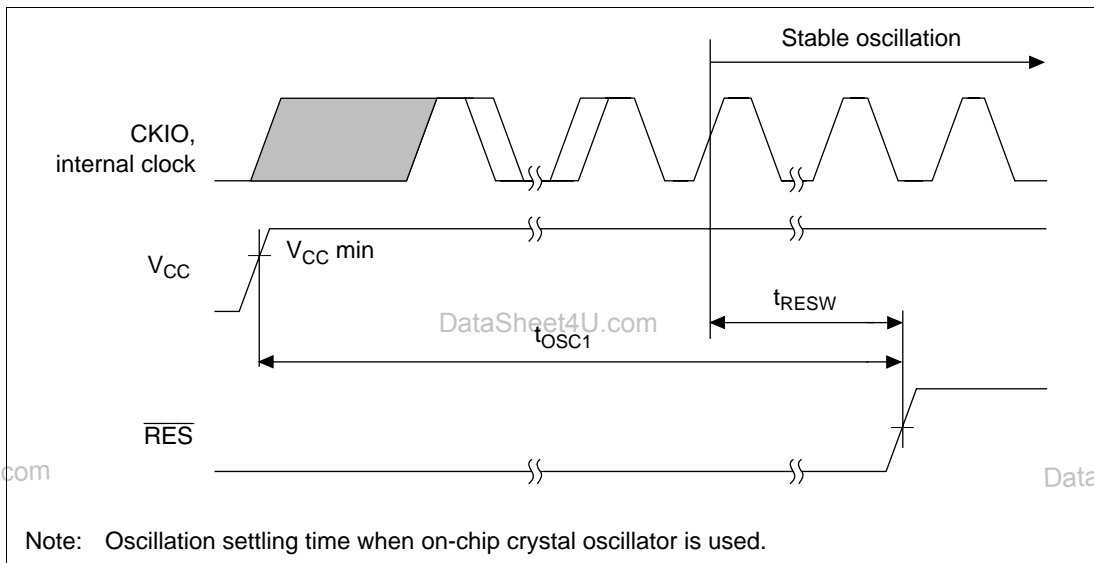 Stable oscillation
CKIO,
internal clock
VCC
VCC min
tRESW
DataSheet4U.com
tOSC1
RES
com
Data
Note: Oscillation settling time when on-chip crystal oscillator is used.